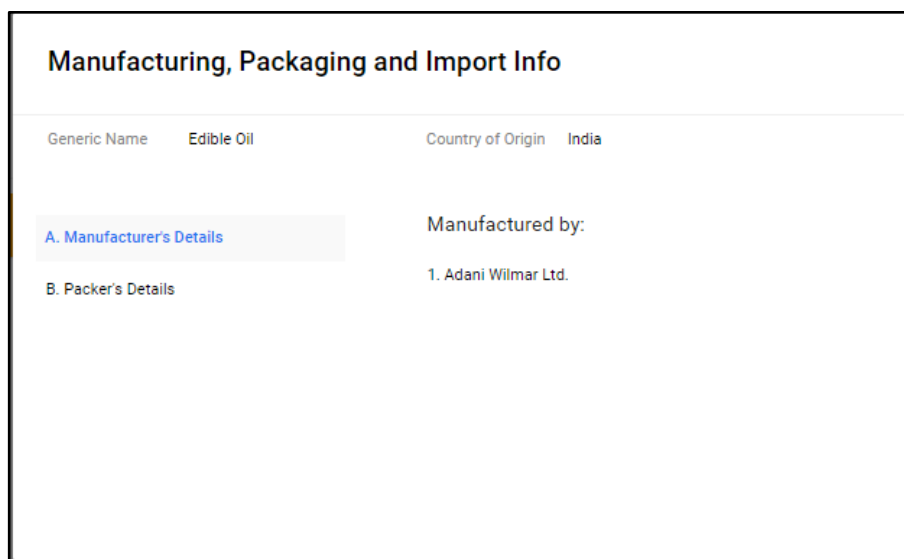 Manufacturing, Packaging and Import Info
Generic Name Edible Oil Country of Origin India
A. Manufacturer's Details
B. Packer's Details
Manufactured by:
1. Adani Wilmar Ltd.